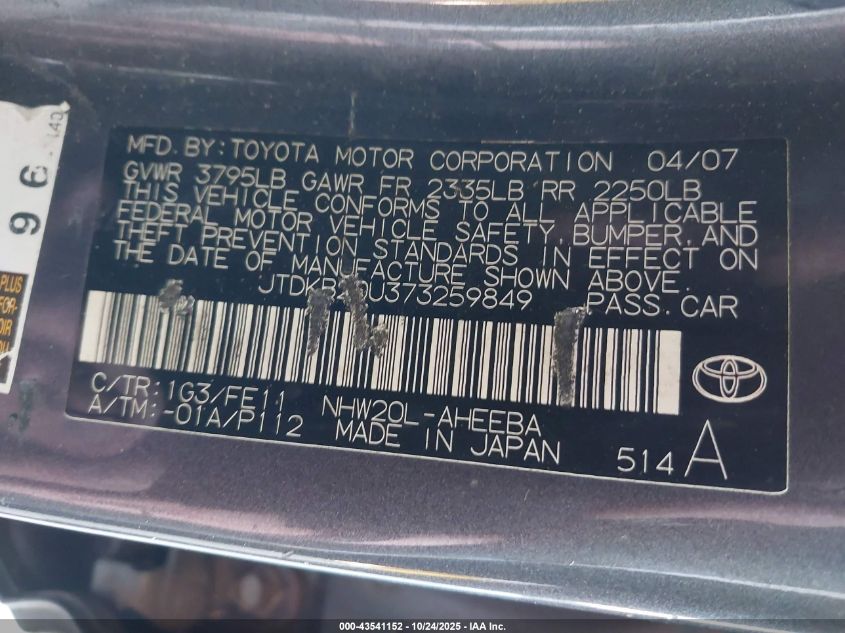 MFD. BY: TOYOTA MOTOR CORPORATION 04/07
GVWR 3795LB GAWR FR 2335LB RR 2250LB
THIS VEHICLE CONFORMS TO ALL APPLICABLE
FEDERAL MOTOR VEHICLE SAFETY, BUMPER, AND
THEFT PREVENTION STANDARDS IN EFFECT ON
THE DATE OF MANUFACTURE SHOWN ABOVE.
PASS.CAR
C/TR: 1G3/FE11 NHW20L-AHEEBA
A/TM: -01A/P112 MADE IN JAPAN
514 A
96
PLUS
000-43541152 - 10/24/2025 - IAA Inc.